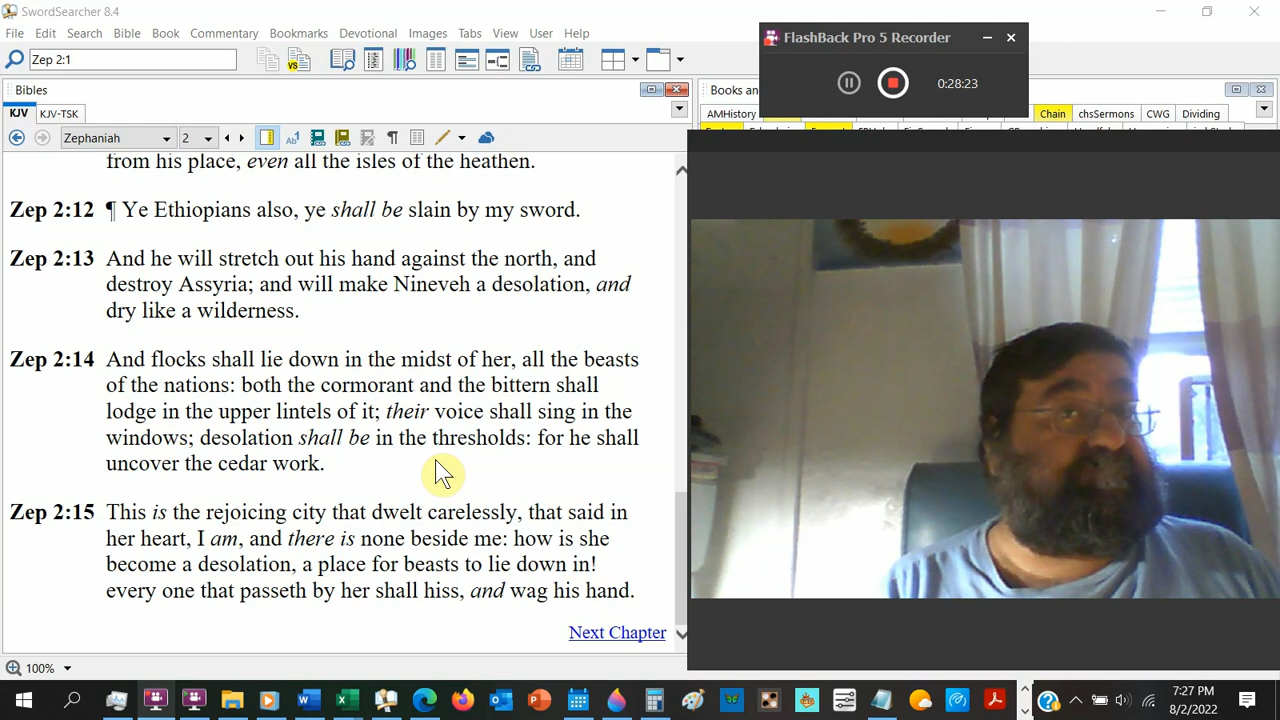 SwordSearcher 8.4
File Edit Search Bible Book Commentary Bookmarks Devotional Images Tabs View User Help
Zep 2:1
VS
FlashBack Pro 5 Recorder
0:28:23
Bibles
Books an
KJV KJV-TSK
AMHistory
Chain chsSermons CWG Dividing
Zephaniah 2
from his place, even all the isles of the heathen.
Zep 2:12 ¶ Ye Ethiopians also, ye shall be slain by my sword.
Zep 2:13 And he will stretch out his hand against the north, and
destroy Assyria; and will make Nineveh a desolation, and
dry like a wilderness.
Zep 2:14 And flocks shall lie down in the midst of her, all the beasts
of the nations: both the cormorant and the bittern shall
lodge in the upper lintels of it; their voice shall sing in the
windows; desolation shall be in the thresholds: for he shall
uncover the cedar work.
Zep 2:15 This is the rejoicing city that dwelt carelessly, that said in
her heart, I am, and there is none beside me: how is she
become a desolation, a place for beasts to lie down in!
every one that passeth by her shall hiss, and wag his hand.
Next Chapter
100%
7:27 PM
8/2/2022